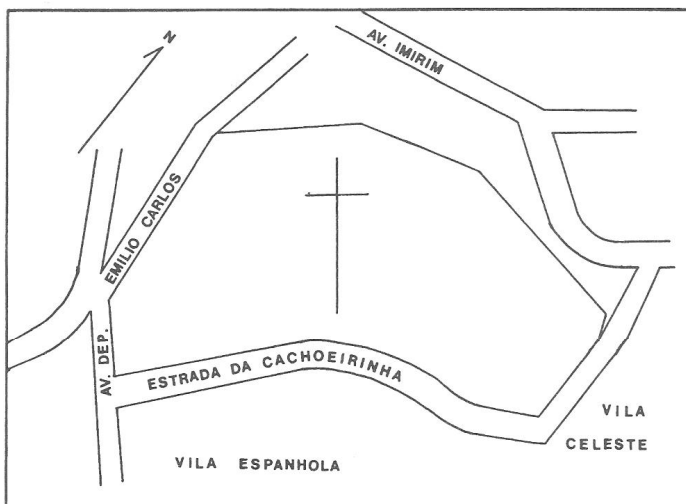 N
AV. IMIRIM
EMILIO CARLOS
AV. DEP.
ESTRADA DA CACHOEIRINHA
VILA
CELESTE
VILA ESPANHOLA